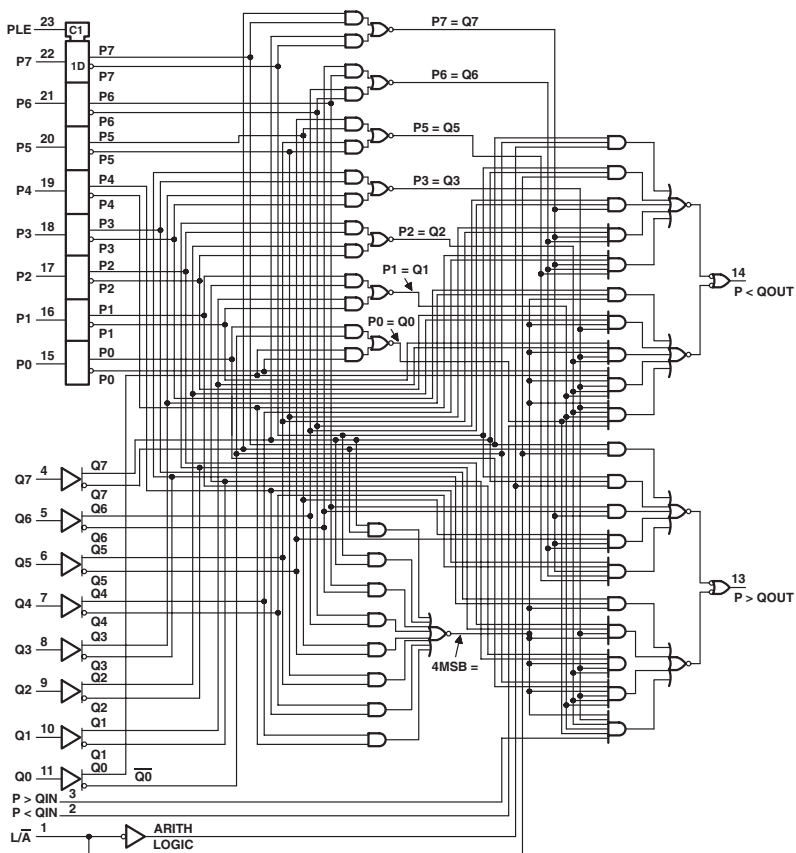 PLE 23 C1
P7 22 1D P7 P7
P6 21 P6 P6
P5 20 P5 P5
P4 19 P4 P4
P3 18 P3 P3
P2 17 P2 P2
P1 16 P1 P1
P0 15 P0 P0
P7 = Q7
P6 = Q6
P5 = Q5
P3 = Q3
P2 = Q2
P1 = Q1
P0 = Q0
14
P < QOUT
13
P > QOUT
4MSB =
Q7 4 Q7 Q7
Q6 5 Q6 Q6
Q5 6 Q5 Q5
Q4 7 Q4 Q4
Q3 8 Q3 Q3
Q2 9 Q2 Q2
Q1 10 Q1 Q1
Q0 11 Q0 Q̅0̅
P > QIN 3
P < QIN 2
L/A̅ 1 ARITH
LOGIC